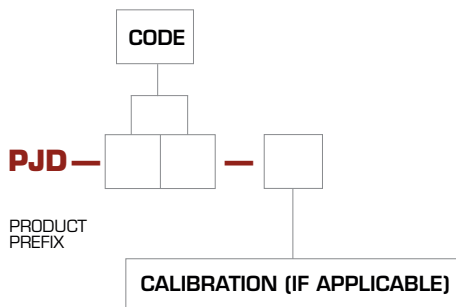 CODE
PJD — —
PRODUCT
PREFIX
CALIBRATION (IF APPLICABLE)